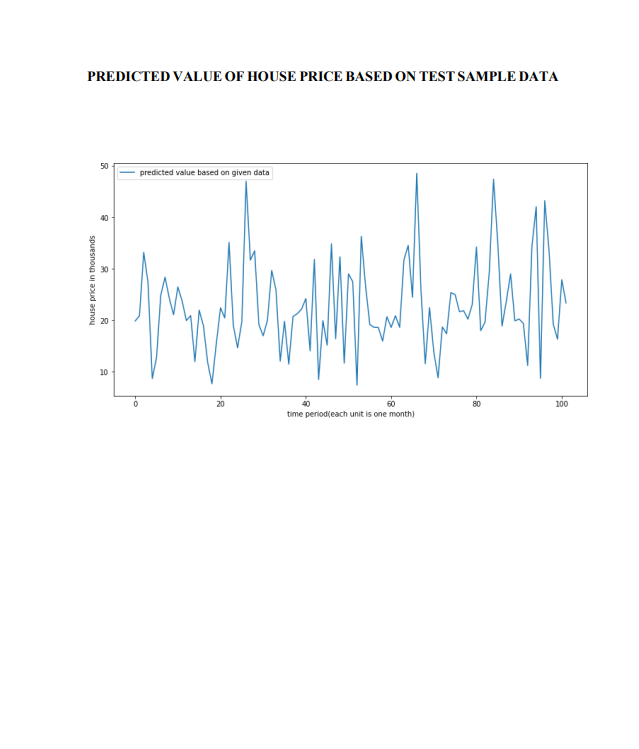 PREDICTED VALUE OF HOUSE PRICE BASED ON TEST SAMPLE DATA
predicted value based on given data
house price in thousands
50
40
30
20
10
0 20 40 60 80 100
time period(each unit is one month)